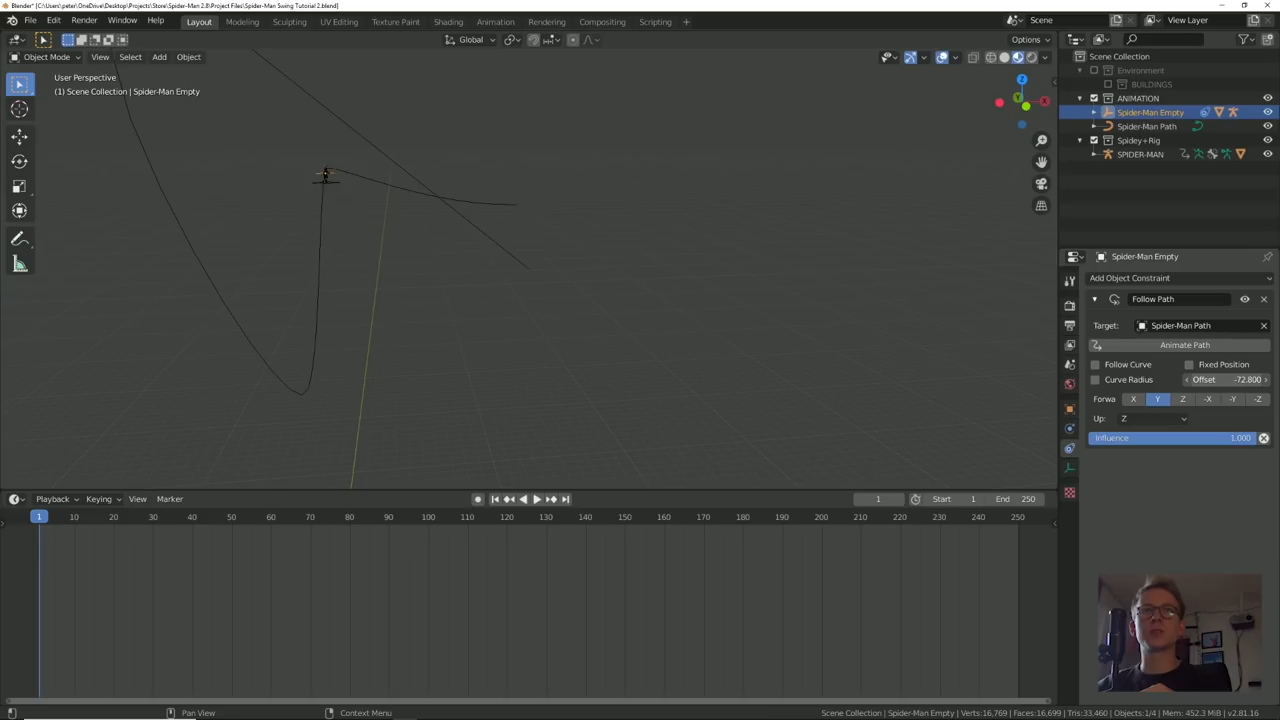 Blender* [C:\Users\peter\OneDrive\Desktop\Projects\Store\Spider-Man 2.8\Project Files\Spider-Man Swing Tutorial 2.blend]
File Edit Render Window Help Layout Modeling Sculpting UV Editing Texture Paint Shading Animation Rendering Compositing Scripting + Scene View Layer
Global Options
Object Mode View Select Add Object
User Perspective
(1) Scene Collection | Spider-Man Empty
Z
Y
X
Scene Collection
Environment
BUILDINGS
ANIMATION
Spider-Man Empty
Spider-Man Path
Spidey+Rig
SPIDER-MAN
Spider-Man Empty
Add Object Constraint
Follow Path
Target: Spider-Man Path
Animate Path
Follow Curve Fixed Position
Curve Radius Offset -72.800
Forwa X Y Z -X -Y -Z
Up: Z
Influence 1.000
Playback Keying View Marker 1 Start 1 End 250
1 10 20 30 40 50 60 70 80 90 100 110 120 130 140 150 160 170 180 190 200 210 220 230 240 250
Pan View Context Menu Scene Collection | Spider-Man Empty | Verts:16,769 | Faces:16,699 | Tris:33,460 | Objects:1/4 | Mem: 452.3 MiB | v2.81.16